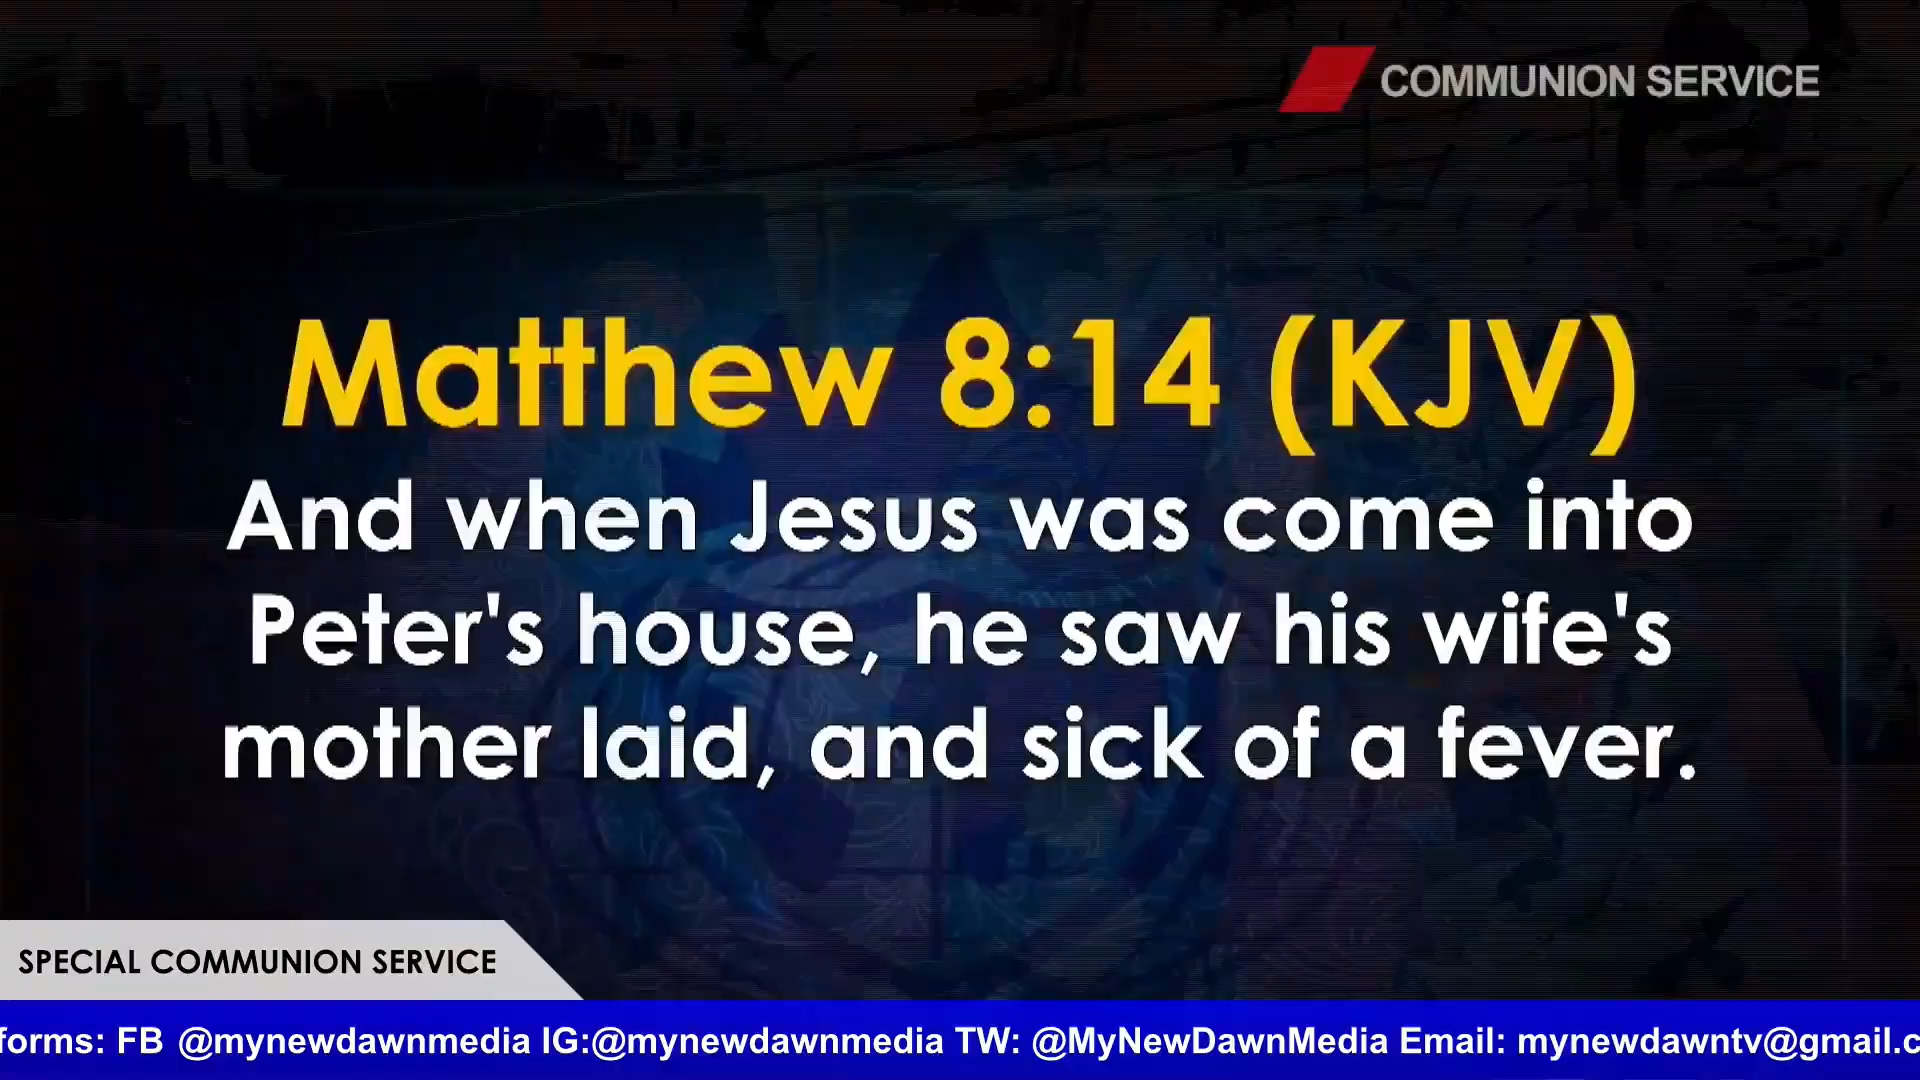 COMMUNION SERVICE
Matthew 8:14 (KJV)
And when Jesus was come into
Peter's house, he saw his wife's
mother laid, and sick of a fever.
SPECIAL COMMUNION SERVICE
forms: FB @mynewdawnmedia IG:@mynewdawnmedia TW: @MyNewDawnMedia Email: mynewdawntv@gmail.c